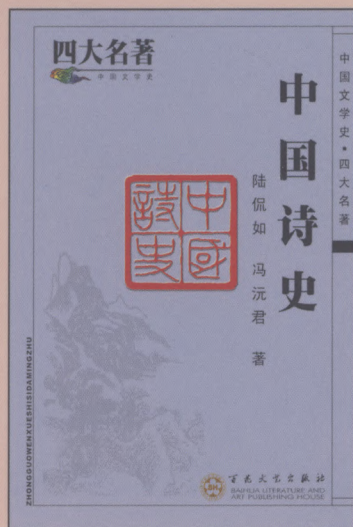 四大名著
中国文学史
中国文学史·四大名著
中国诗史
陆侃如 冯沅君 著
中國
詩史
ZHONGGUOWENXUESHISIDAMINGZHU
百花文艺出版社
BAIHUA LITERATURE AND
ART PUBLISHING HOUSE